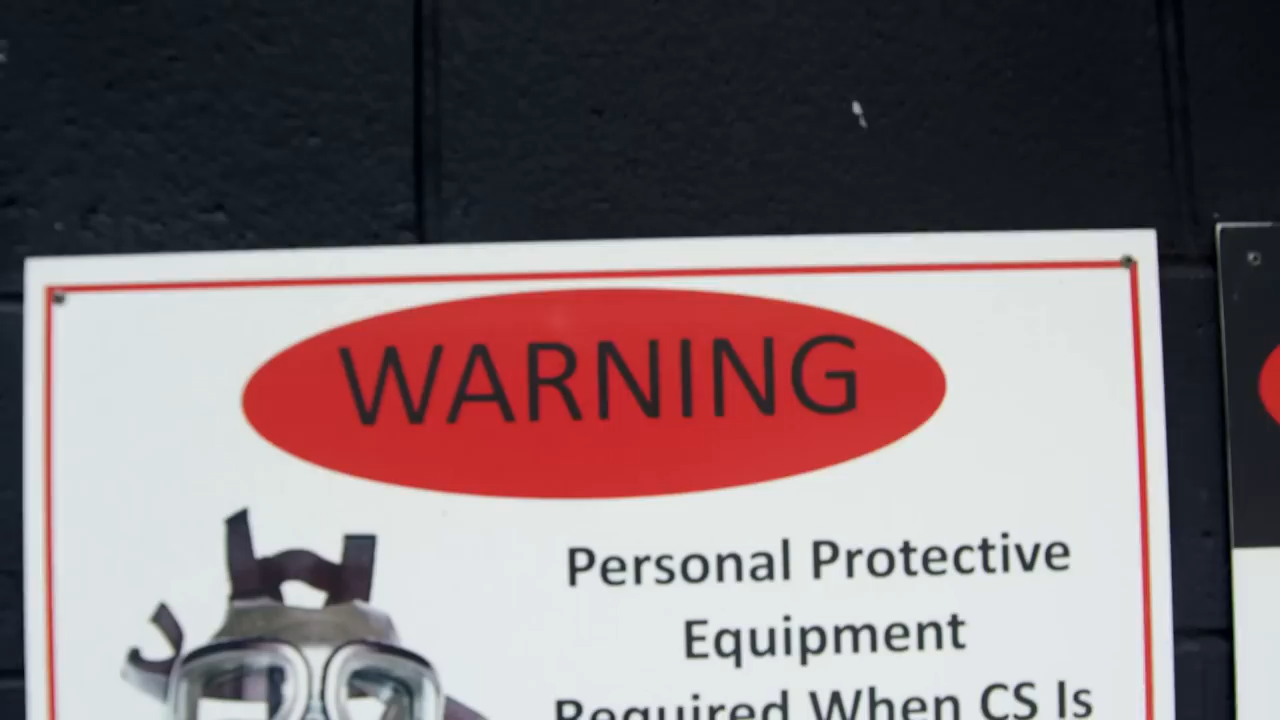 WARNING
Personal Protective
Equipment
Required When CS Is